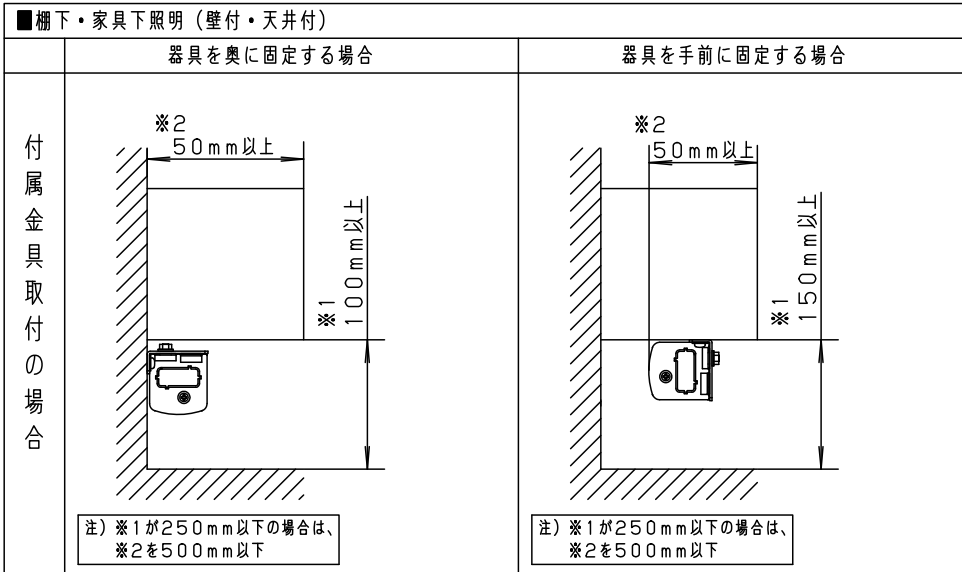 ■棚下・家具下照明（壁付・天井付）
器具を奥に固定する場合
器具を手前に固定する場合
付属金具取付の場合
※2
50mm以上
※1
100mm以上
注）※1が250mm以下の場合は、
※2を500mm以下
※2
50mm以上
※1
150mm以上
注）※1が250mm以下の場合は、
※2を500mm以下